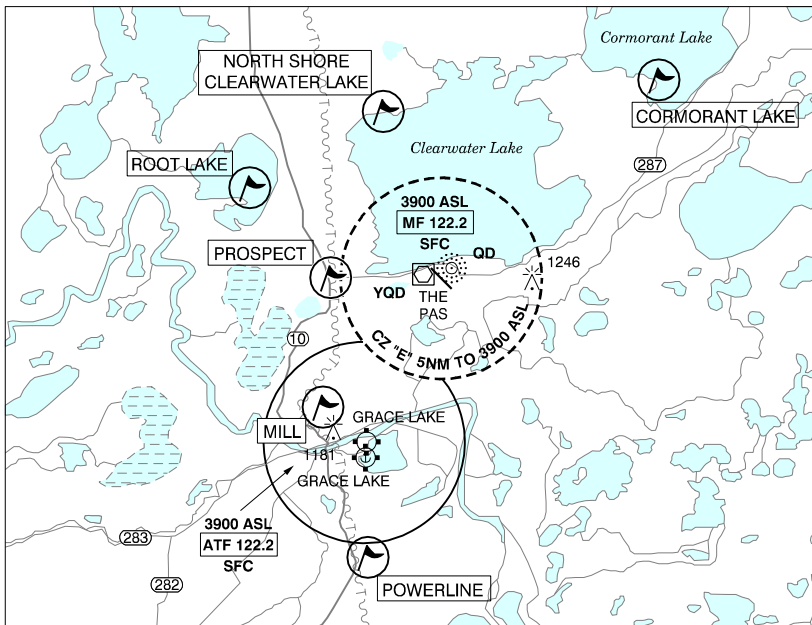 Cormorant Lake
NORTH SHORE
CLEARWATER LAKE
CORMORANT LAKE
Clearwater Lake
ROOT LAKE
287
3900 ASL
MF 122.2
SFC
QD
PROSPECT
1246
YQD
THE
PAS
10
CZ "E" 5NM TO 3900 ASL
GRACE LAKE
MILL
1181
GRACE LAKE
3900 ASL
ATF 122.2
SFC
283
282
POWERLINE